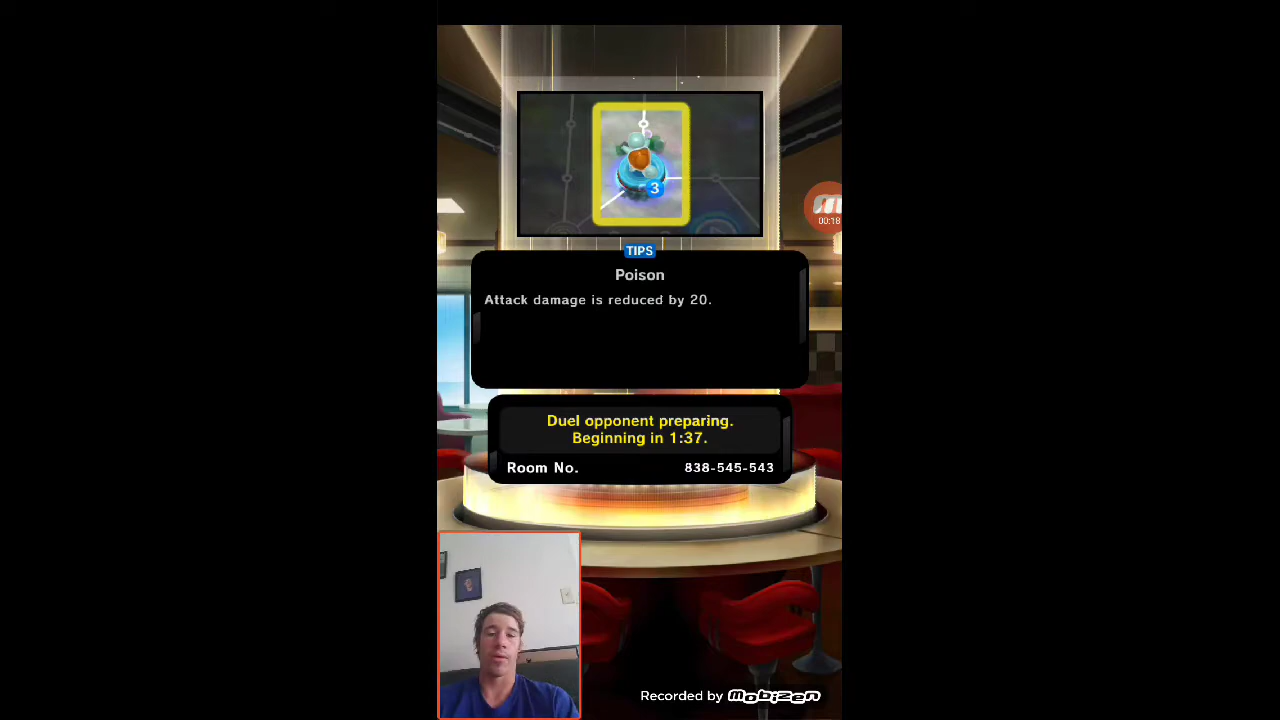 3
00:18
TIPS
Poison
Attack damage is reduced by 20.
Duel opponent preparing.
Beginning in 1:37.
Room No. 838-545-543
Recorded by Mobizen